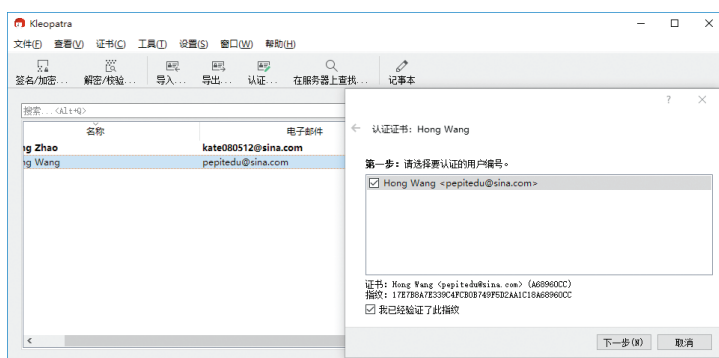 Kleopatra
文件(F) 查看(V) 证书(C) 工具(T) 设置(S) 窗口(W) 帮助(H)
签名/加密... 解密/校验... 导入... 导出... 认证... 在服务器上查找... 记事本
搜索...<Alt+Q>
名称 电子邮件
ng Zhao kate080512@sina.com
ng Wang pepitedu@sina.com
认证证书: Hong Wang
第一步: 请选择要认证的用户编号。
Hong Wang <pepitedu@sina.com>
证书: Hong Wang <pepitedu@sina.com> (A68960CC)
指纹: 17E7B8A7E339C4FCB0B749F5D2AA1C18A68960CC
我已经验证了此指纹
下一步(N) 取消